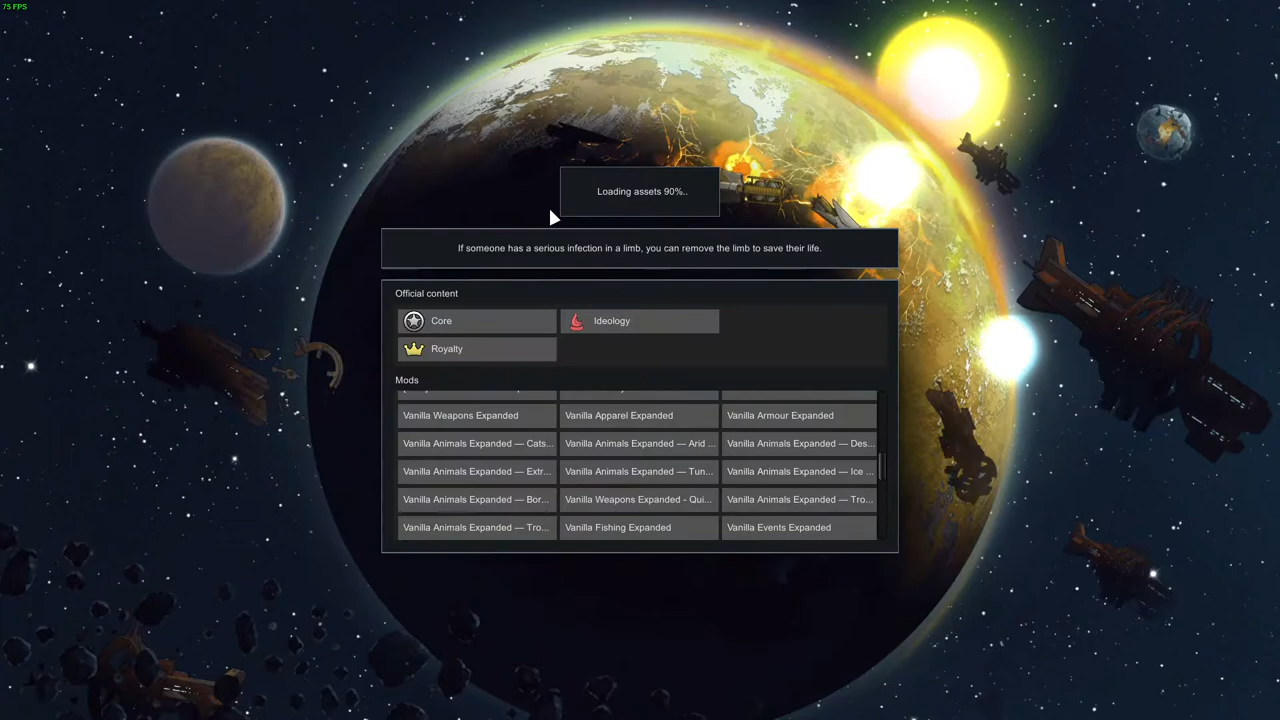 75 FPS
Loading assets 90%..
If someone has a serious infection in a limb, you can remove the limb to save their life.
Official content
Core
Ideology
Royalty
Mods
Vanilla Weapons Expanded
Vanilla Apparel Expanded
Vanilla Armour Expanded
Vanilla Animals Expanded — Cats...
Vanilla Animals Expanded — Arid ...
Vanilla Animals Expanded — Des...
Vanilla Animals Expanded — Extr...
Vanilla Animals Expanded — Tun...
Vanilla Animals Expanded — Ice ...
Vanilla Animals Expanded — Bor...
Vanilla Weapons Expanded - Qui...
Vanilla Animals Expanded — Tro...
Vanilla Animals Expanded — Tro...
Vanilla Fishing Expanded
Vanilla Events Expanded